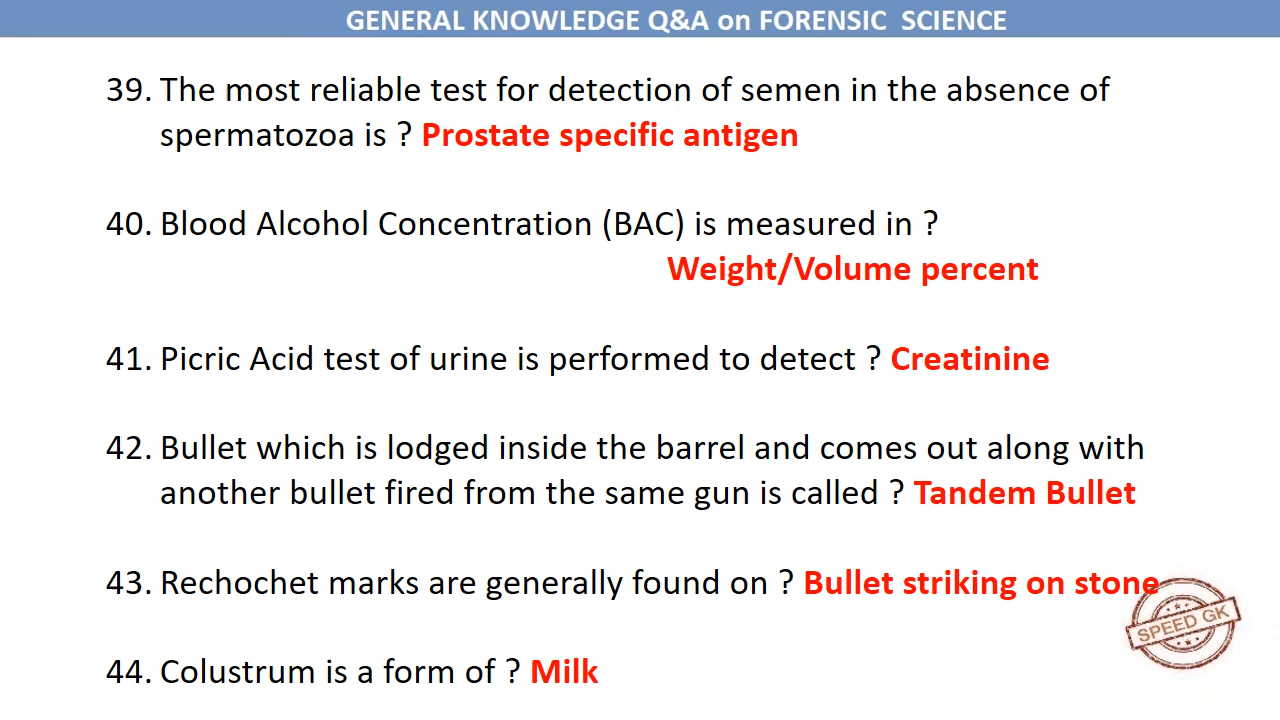 GENERAL KNOWLEDGE Q&A on FORENSIC SCIENCE
39. The most reliable test for detection of semen in the absence of
spermatozoa is ? Prostate specific antigen
40. Blood Alcohol Concentration (BAC) is measured in ?
Weight/Volume percent
41. Picric Acid test of urine is performed to detect ? Creatinine
42. Bullet which is lodged inside the barrel and comes out along with
another bullet fired from the same gun is called ? Tandem Bullet
43. Rechochet marks are generally found on ? Bullet striking on stone
SPEED GK
44. Colustrum is a form of ? Milk